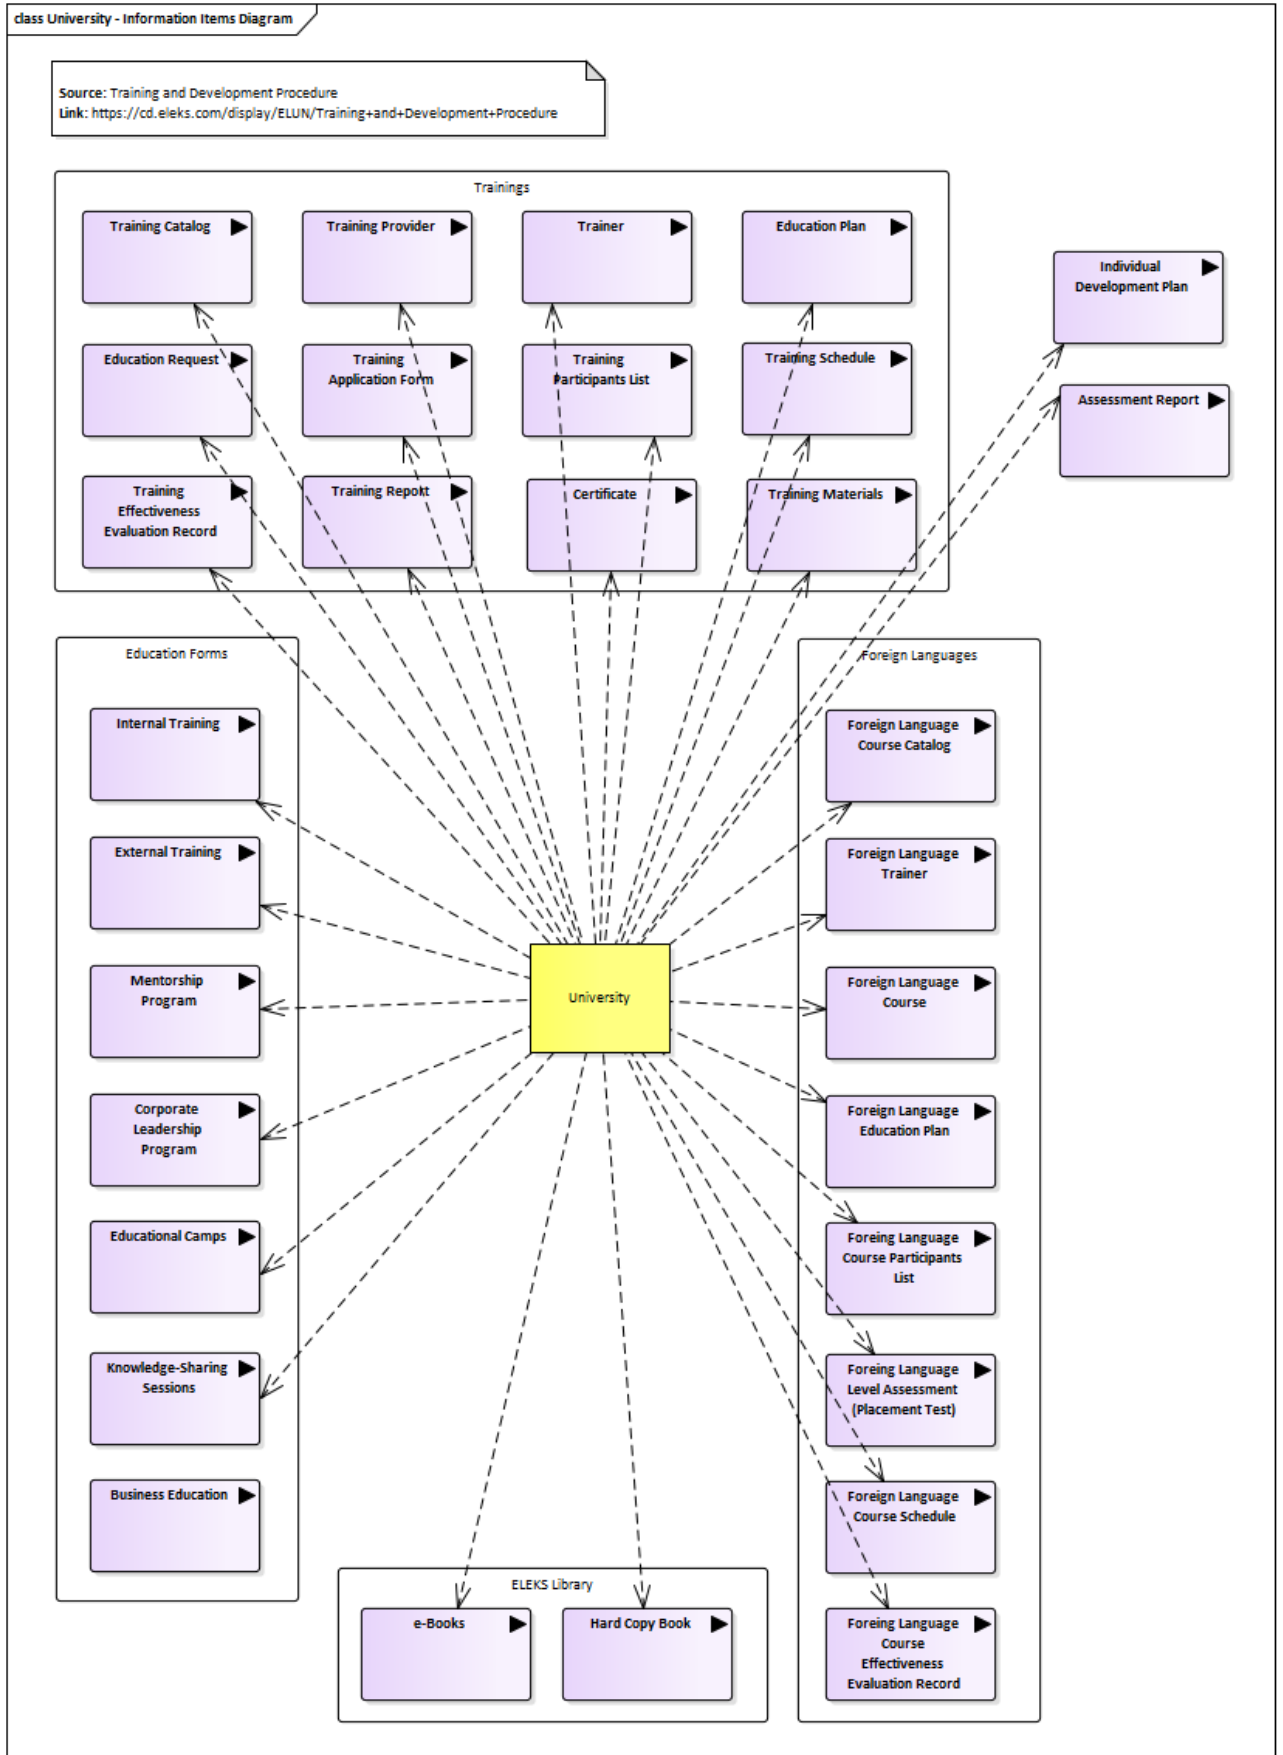 class University - Information Items Diagram
Source: Training and Development Procedure
Link: https://cd.eleks.com/display/ELUN/Training+and+Development+Procedure
Trainings
Training Catalog
Training Provider
Trainer
Education Plan
Individual
Development Plan
Education Request
Training
Application Form
Training
Participants List
Training Schedule
Assessment Report
Training
Effectiveness
Evaluation Record
Training Report
Certificate
Training Materials
Education Forms
Internal Training
External Training
Mentorship
Program
Corporate
Leadership
Program
Educational Camps
Knowledge-Sharing
Sessions
Business Education
University
Foreign Languages
Foreign Language
Course Catalog
Foreign Language
Trainer
Foreign Language
Course
Foreign Language
Education Plan
Foreing Language
Course Participants
List
Foreing Language
Level Assessment
(Placement Test)
Foreign Language
Course Schedule
Foreing Language
Course
Effectiveness
Evaluation Record
ELEKS Library
e-Books
Hard Copy Book